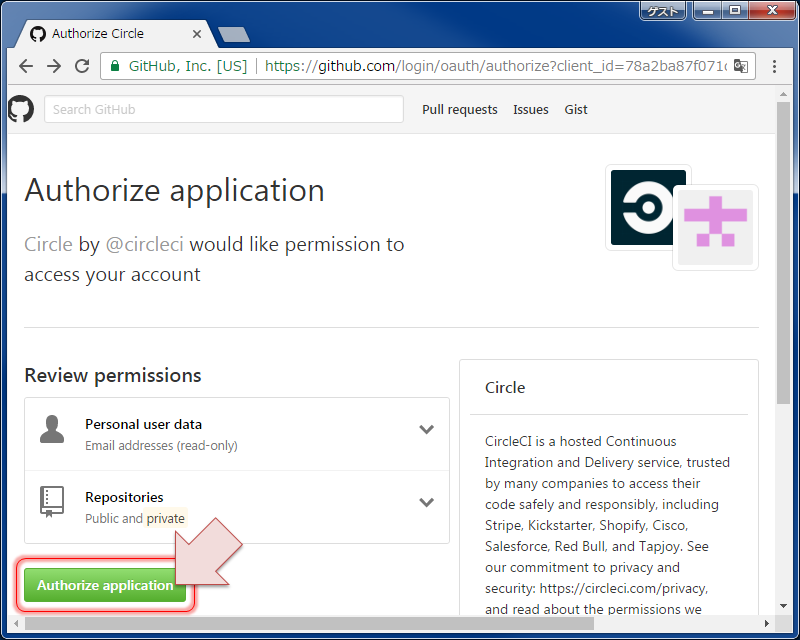 ゲスト
Authorize Circle
GitHub, Inc. [US] https://github.com/login/oauth/authorize?client_id=78a2ba87f071
Search GitHub
Pull requests Issues Gist
Authorize application
Circle by @circleci would like permission to
access your account
Review permissions
Personal user data
Email addresses (read-only)
Repositories
Public and private
Authorize application
Circle
CircleCI is a hosted Continuous
Integration and Delivery service, trusted
by many companies to access their
code safely and responsibly, including
Stripe, Kickstarter, Shopify, Cisco,
Salesforce, Red Bull, and Tapjoy. See
our commitment to privacy and
security: https://circleci.com/privacy,
and read about the permissions we